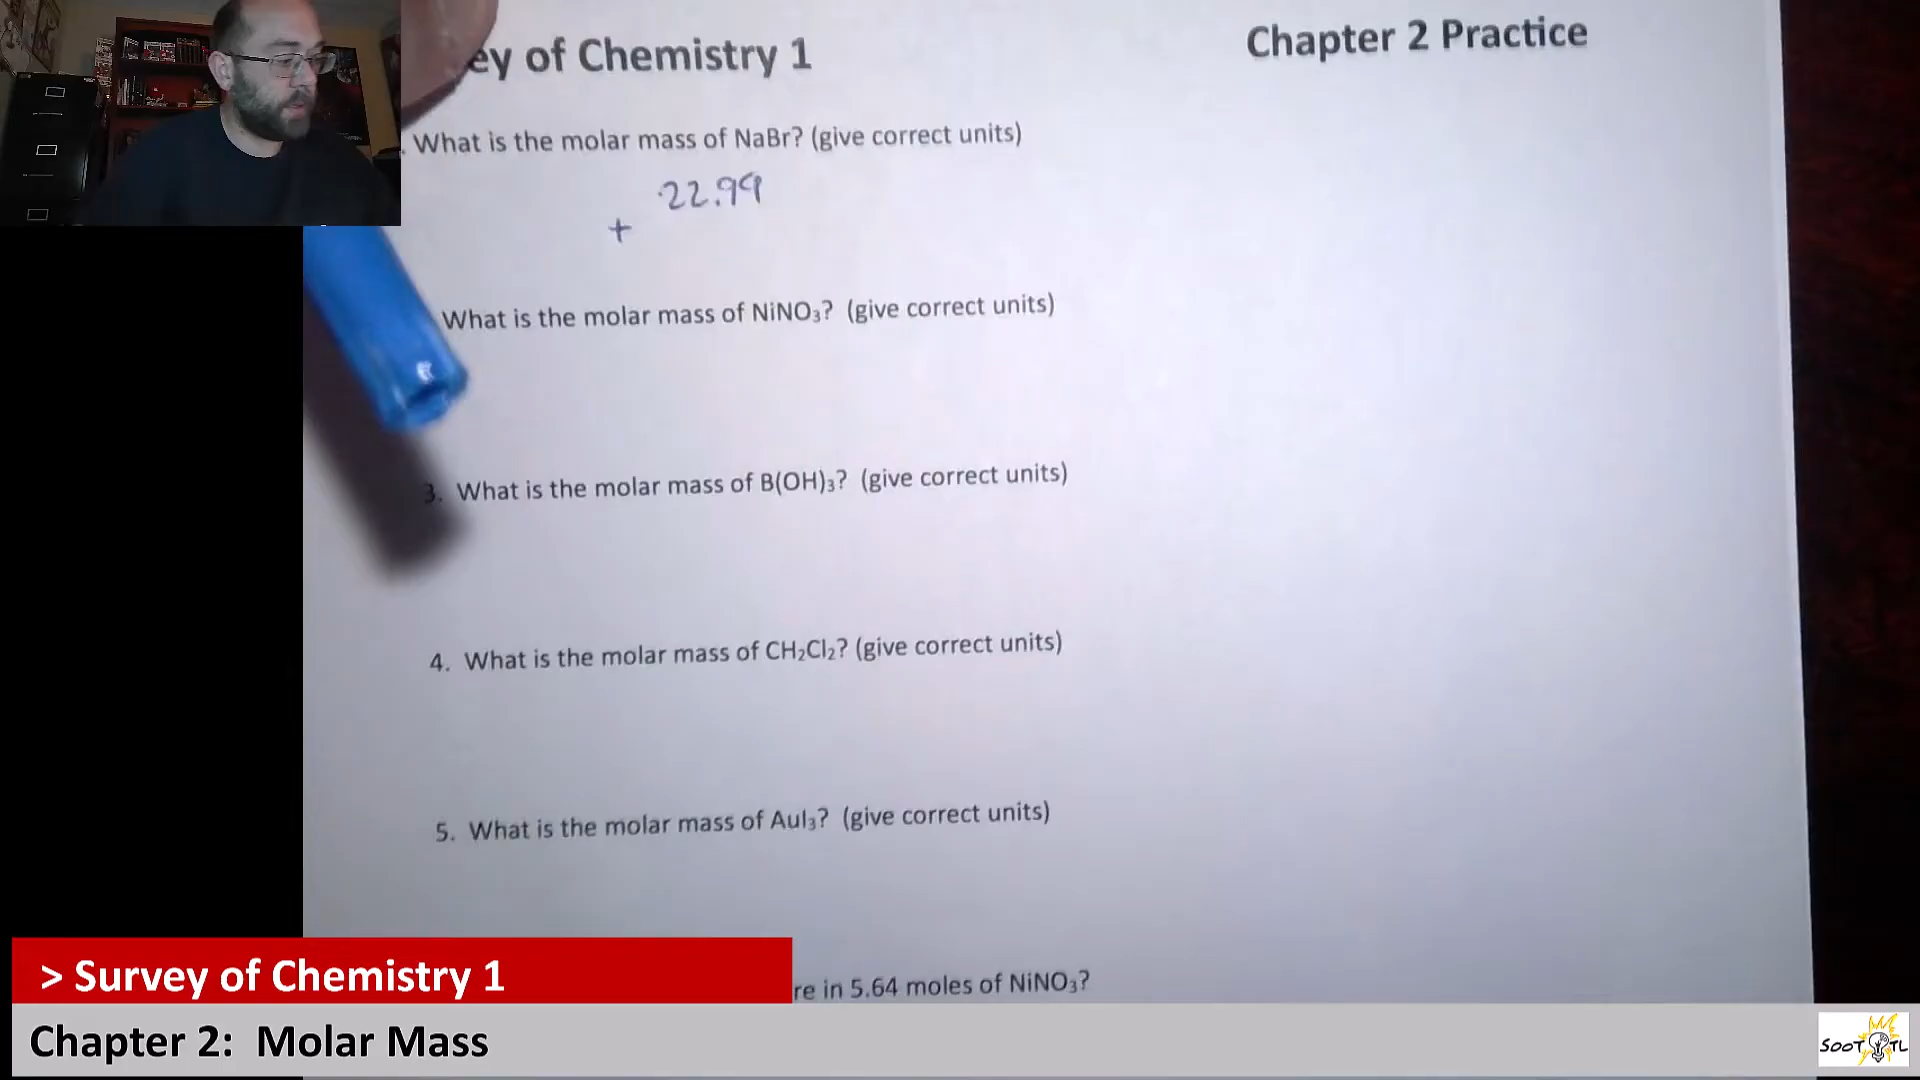 ey of Chemistry 1
Chapter 2 Practice
What is the molar mass of NaBr? (give correct units)
22.99
+
What is the molar mass of NiNO₃? (give correct units)
3. What is the molar mass of B(OH)₃? (give correct units)
4. What is the molar mass of CH₂Cl₂? (give correct units)
5. What is the molar mass of AuI₃? (give correct units)
re in 5.64 moles of NiNO₃?
> Survey of Chemistry 1
Chapter 2: Molar Mass
SOOTTL